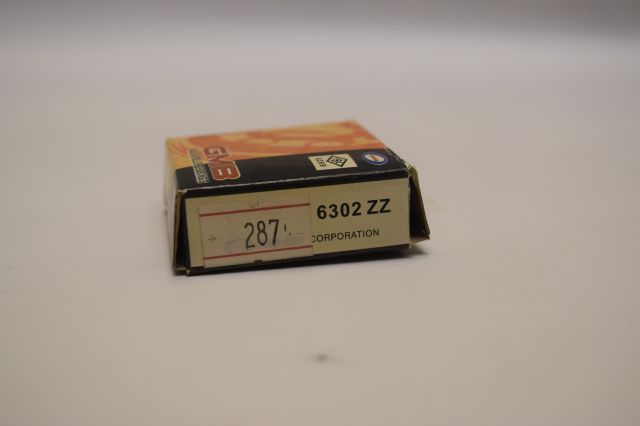 GMB
6302 ZZ
287
CORPORATION